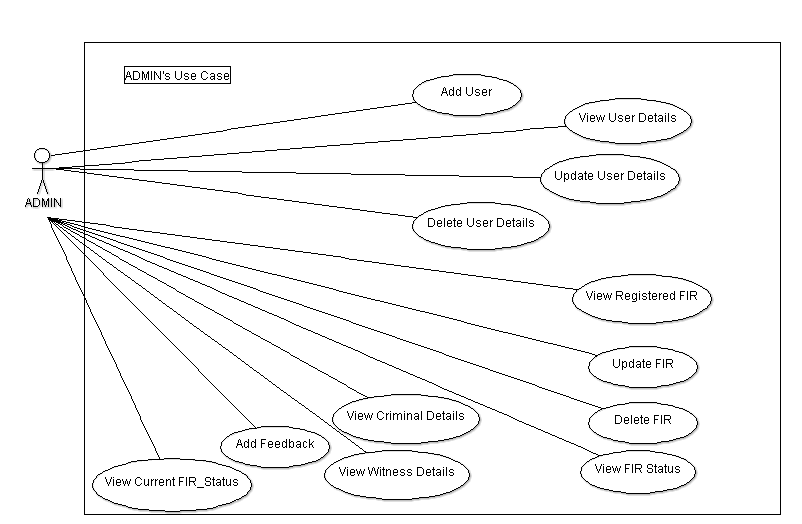 ADMIN's Use Case
Add User
View User Details
Update User Details
ADMIN
Delete User Details
View Registered FIR
Update FIR
View Criminal Details
Delete FIR
Add Feedback
View FIR Status
View Witness Details
View Current FIR_Status